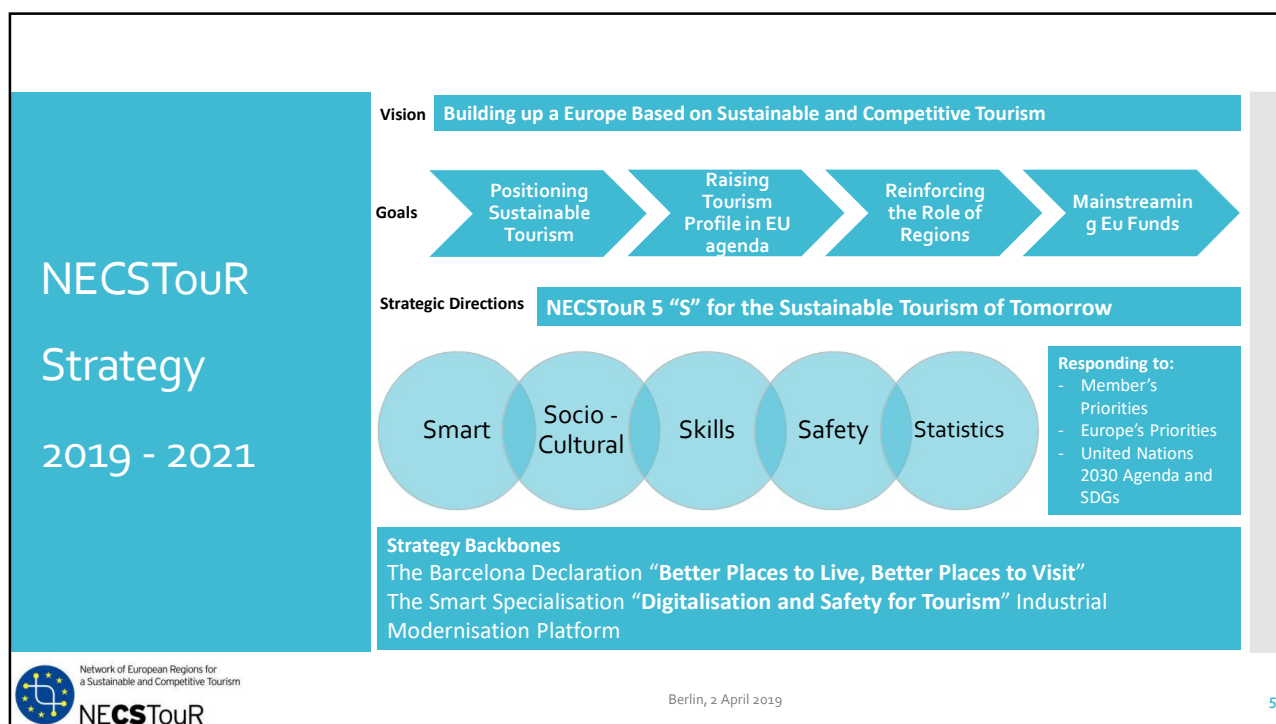 NECSTouR
Strategy
2019 - 2021
Vision
Building up a Europe Based on Sustainable and Competitive Tourism
Goals
Positioning
Sustainable
Tourism
Raising
Tourism
Profile in EU
agenda
Reinforcing
the Role of
Regions
Mainstreamin
g Eu Funds
Strategic Directions
NECSTouR 5 “S” for the Sustainable Tourism of Tomorrow
Smart
Socio -
Cultural
Skills
Safety
Statistics
Responding to:
- Member’s
Priorities
- Europe’s Priorities
- United Nations
2030 Agenda and
SDGs
Strategy Backbones
The Barcelona Declaration “Better Places to Live, Better Places to Visit”
The Smart Specialisation “Digitalisation and Safety for Tourism” Industrial
Modernisation Platform
Network of European Regions for
a Sustainable and Competitive Tourism
NECSTouR
Berlin, 2 April 2019
5